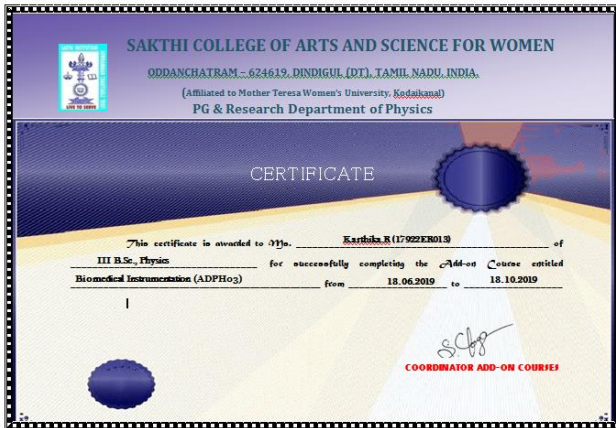 SAKTHI COLLEGE OF ARTS AND SCIENCE FOR WOMEN
ODDANCHATRAM – 624619, DINDIGUL (DT), TAMIL NADU, INDIA.
(Affiliated to Mother Teresa Women's University, Kodaikanal)
PG & Research Department of Physics
LIVE TO SERVE
CERTIFICATE
This certificate is awarded to Ms. Karthika R (17922ER013) of
III B.Sc., Physics for successfully completing the Add-on Course entitled
Biomedical Instrumentation (ADPH03) from 18.06.2019 to 18.10.2019
COORDINATOR ADD-ON COURSES